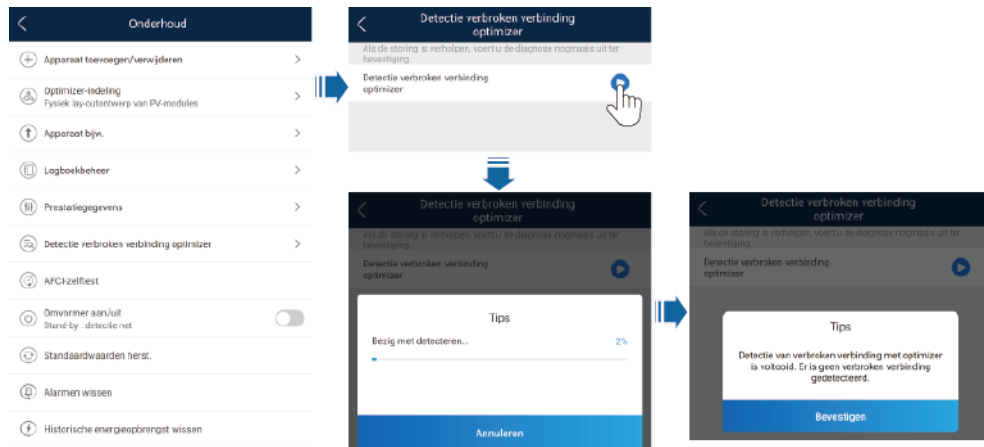 Onderhoud
Apparaat toevoegen/verwijderen
Optimizer-indeling
Fysiek lay-outontwerp van PV-modules
Apparaat bijw.
Logboekbeheer
Prestatiegegevens
Detectie verbroken verbinding optimizer
AFCI-zelftest
Omvormer aan/uit
Stand-by : detectie net
Standaardwaarden herst.
Alarmen wissen
Historische energieopbrengst wissen
Detectie verbroken verbinding
optimizer
Als de storing is verholpen, voert u de diagnose nogmaals uit ter
bevestiging.
Detectie verbroken verbinding
optimizer
Detectie verbroken verbinding
optimizer
Als de storing is verholpen, voert u de diagnose nogmaals uit ter
bevestiging.
Detectie verbroken verbinding
optimizer
Tips
Bezig met detecteren... 2%
Annuleren
Detectie verbroken verbinding
optimizer
Als de storing is verholpen, voert u de diagnose nogmaals uit ter
bevestiging.
Detectie verbroken verbinding
optimizer
Tips
Detectie van verbroken verbinding met optimizer
is voltooid. Er is geen verbroken verbinding
gedetecteerd.
Bevestigen